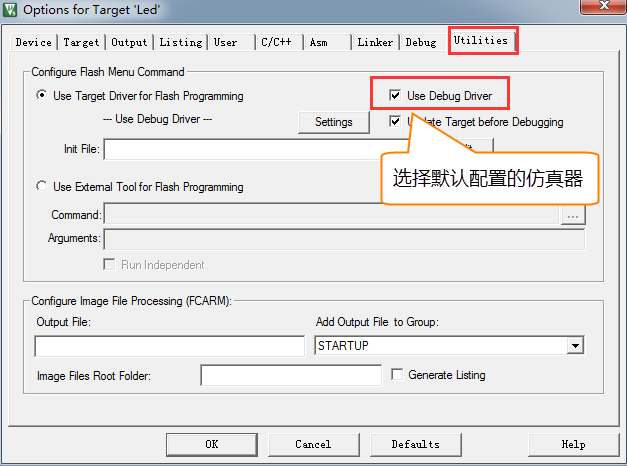 Options for Target 'Led'
Device Target Output Listing User C/C++ Asm Linker Debug Utilities
Configure Flash Menu Command
Use Target Driver for Flash Programming
Use Debug Driver
--- Use Debug Driver ---
Settings
Update Target before Debugging
Init File:
选择默认配置的仿真器
Use External Tool for Flash Programming
Command:
...
Arguments:
Run Independent
Configure Image File Processing (FCARM):
Output File:
Add Output File to Group:
STARTUP
Image Files Root Folder:
Generate Listing
OK Cancel Defaults Help